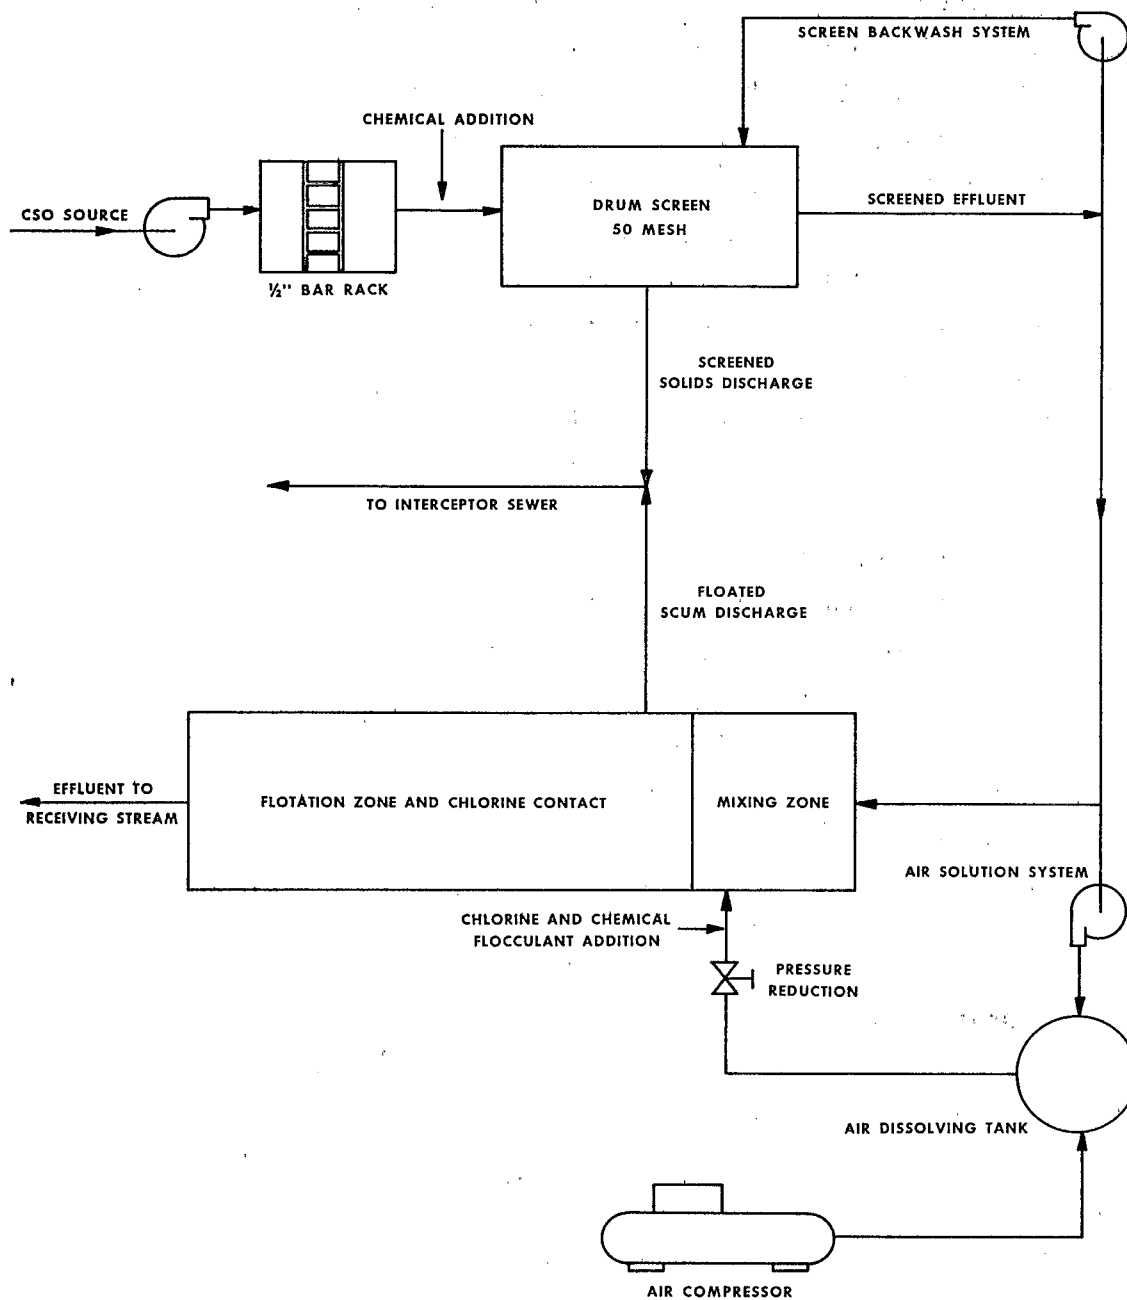 SCREEN BACKWASH SYSTEM
CHEMICAL ADDITION
CSO SOURCE
DRUM SCREEN
50 MESH
SCREENED EFFLUENT
½" BAR RACK
SCREENED
SOLIDS DISCHARGE
TO INTERCEPTOR SEWER
FLOATED
SCUM DISCHARGE
EFFLUENT TO
RECEIVING STREAM
FLOTATION ZONE AND CHLORINE CONTACT
MIXING ZONE
AIR SOLUTION SYSTEM
CHLORINE AND CHEMICAL
FLOCCULANT ADDITION
PRESSURE
REDUCTION
AIR DISSOLVING TANK
AIR COMPRESSOR